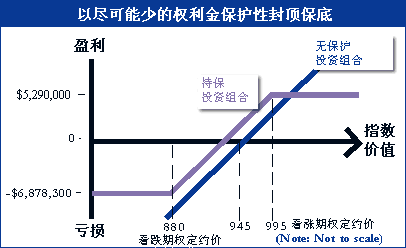 以尽可能少的权利金保护性封顶保底
盈利
无保护
投资组合
持保
投资组合
$5,290,000
0
指数
价值
-$6,878,300
亏损
880
945
995
看跌期权定约价
看涨期权定约价
(Note: Not to scale)